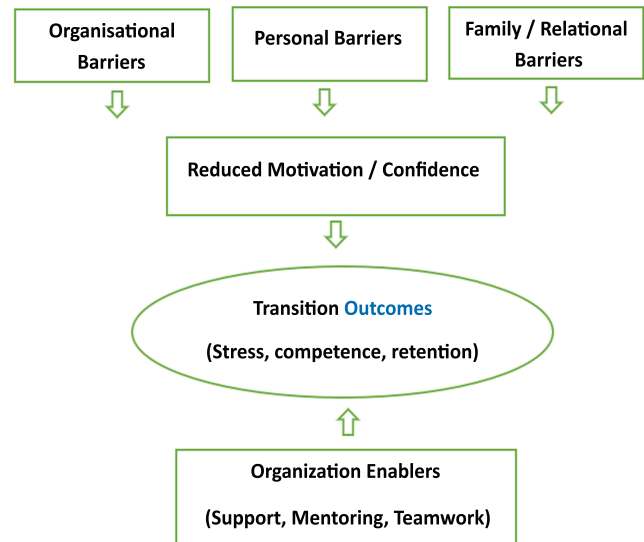 Organisational
Barriers
Personal Barriers
Family / Relational
Barriers
Reduced Motivation / Confidence
Transition Outcomes
(Stress, competence, retention)
Organization Enablers
(Support, Mentoring, Teamwork)